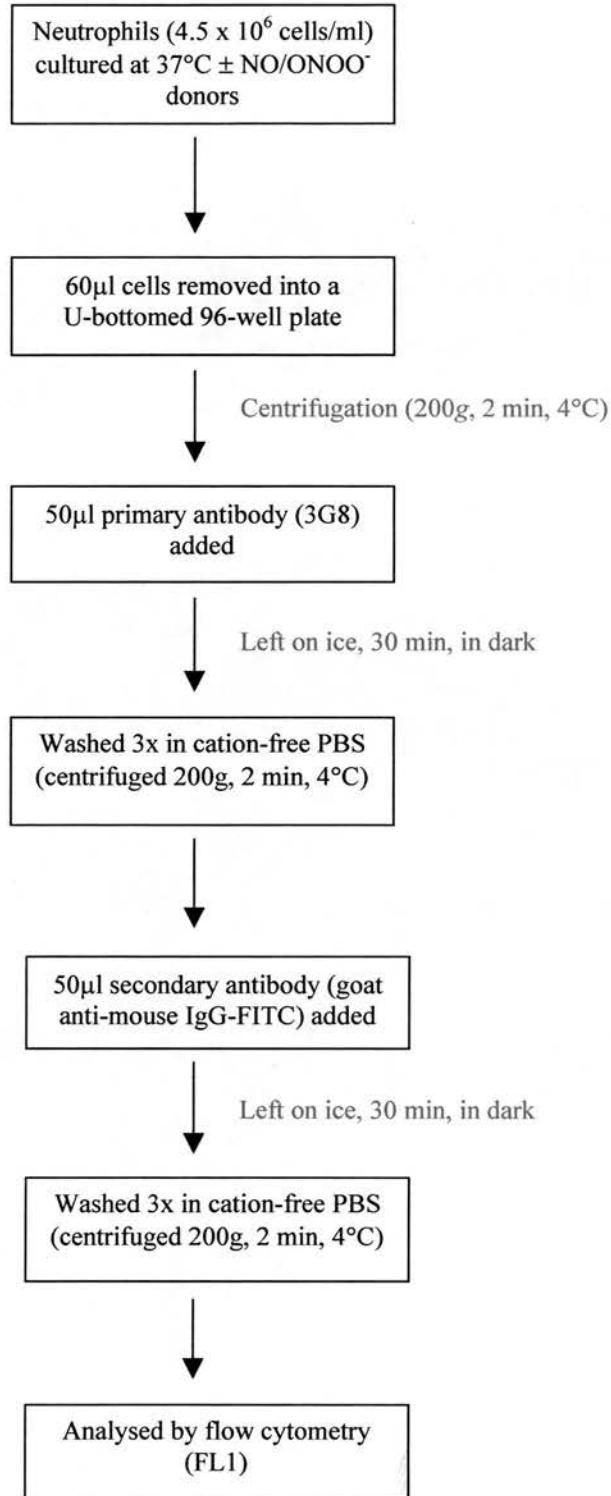 Neutrophils (4.5 x 10⁶ cells/ml)
cultured at 37°C ± NO/ONOO⁻
donors
60μl cells removed into a
U-bottomed 96-well plate
Centrifugation (200g, 2 min, 4°C)
50μl primary antibody (3G8)
added
Left on ice, 30 min, in dark
Washed 3x in cation-free PBS
(centrifuged 200g, 2 min, 4°C)
50μl secondary antibody (goat
anti-mouse IgG-FITC) added
Left on ice, 30 min, in dark
Washed 3x in cation-free PBS
(centrifuged 200g, 2 min, 4°C)
Analysed by flow cytometry
(FL1)